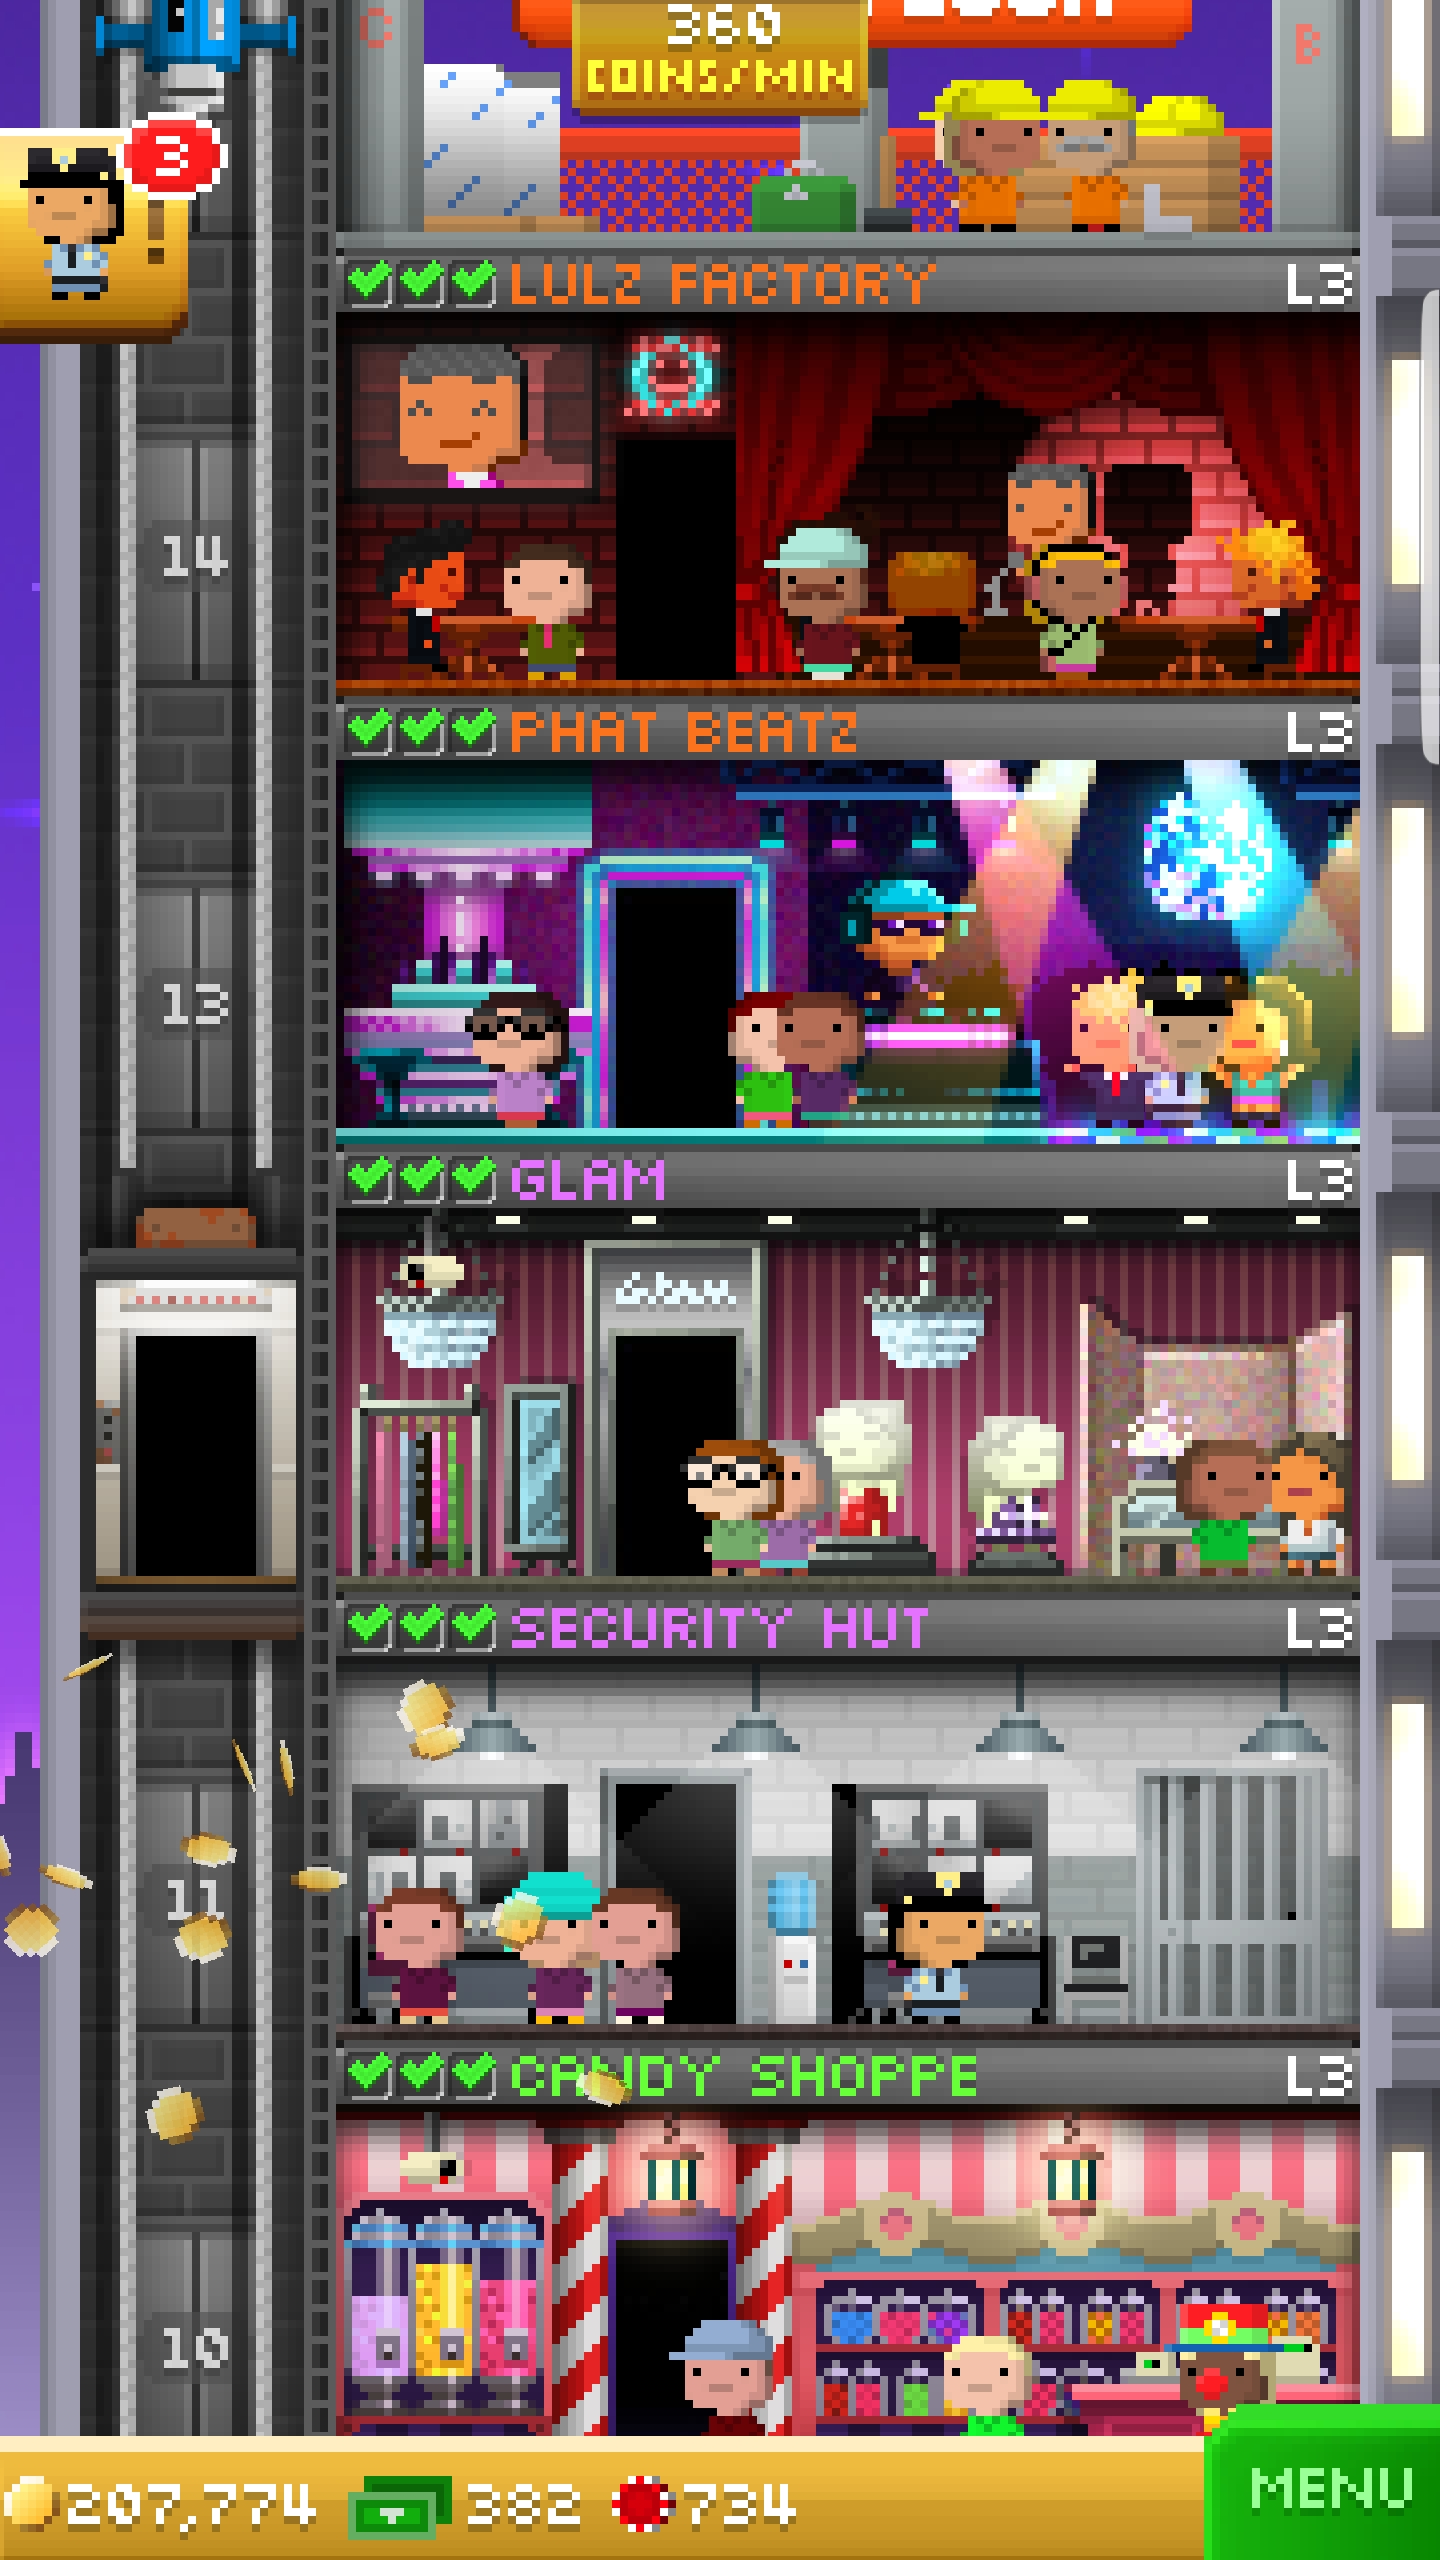 C
360
COINS/MIN
B
3
!
LULZ FACTORY L3
14
PHAT BEATZ L3
13
GLAM L3
Glam
SECURITY HUT L3
11
CANDY SHOPPE L3
10
207,774 382 734
MENU